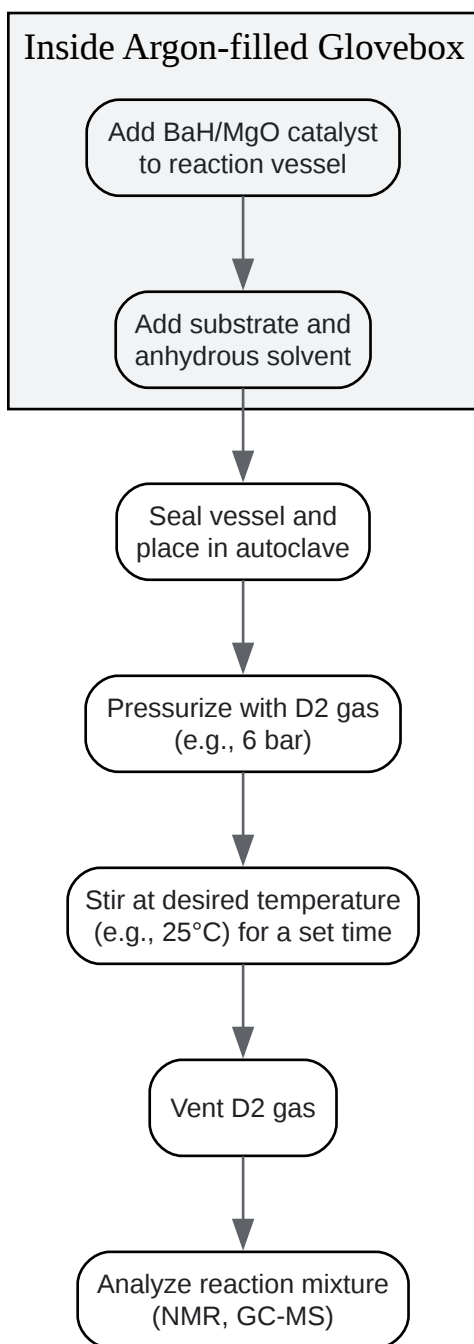 Inside Argon-filled Glovebox
Add BaH/MgO catalyst
to reaction vessel
Add substrate and
anhydrous solvent
Seal vessel and
place in autoclave
Pressurize with D2 gas
(e.g., 6 bar)
Stir at desired temperature
(e.g., 25°C) for a set time
Vent D2 gas
Analyze reaction mixture
(NMR, GC-MS)